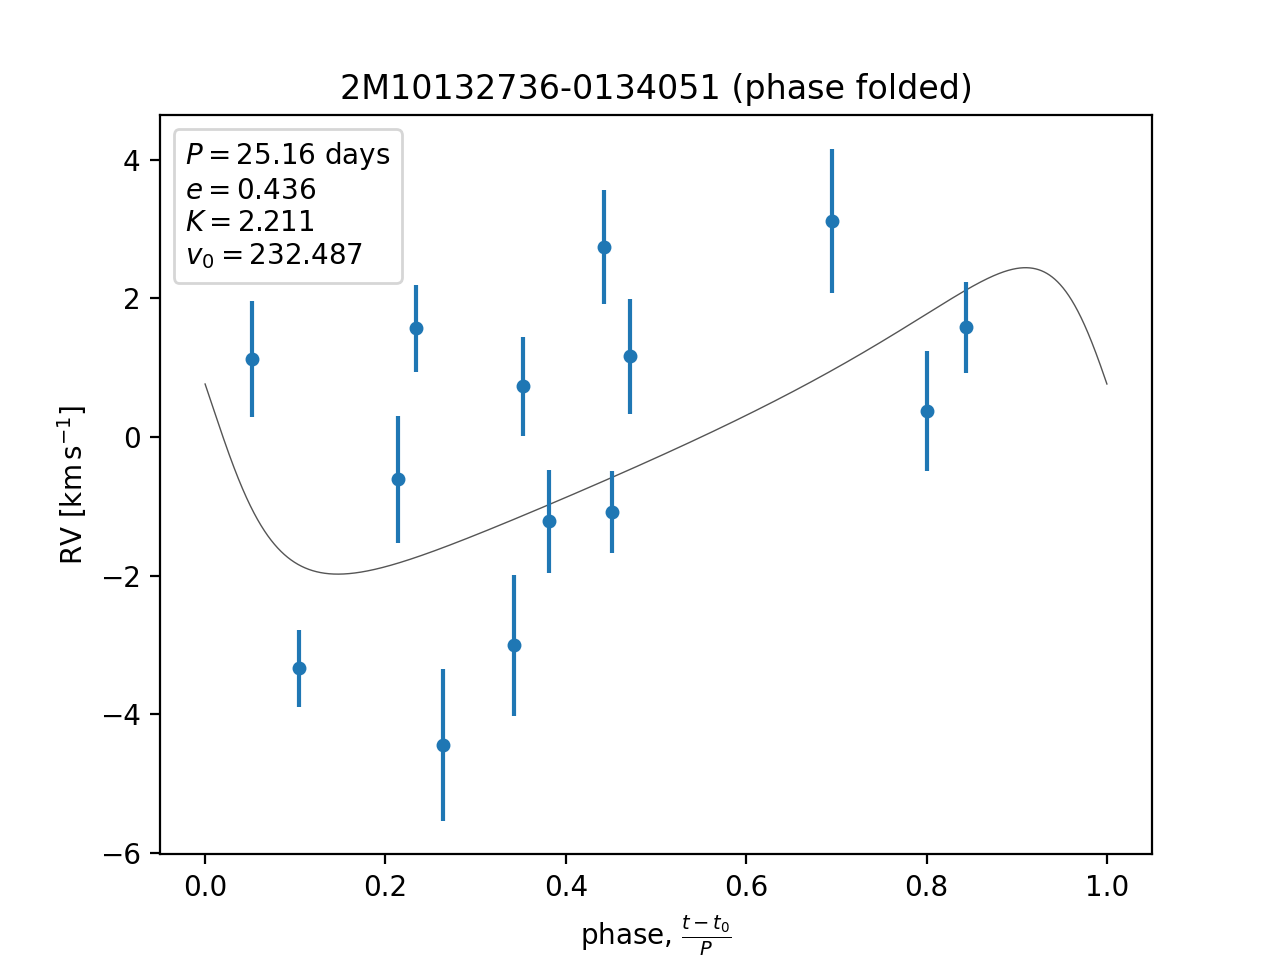 2M10132736-0134051 (phase folded)
P = 25.16 days
e = 0.436
K = 2.211
v₀ = 232.487
4
2
0
−2
−4
−6
RV [km s⁻¹]
0.0 0.2 0.4 0.6 0.8 1.0
phase, (t − t₀)/P